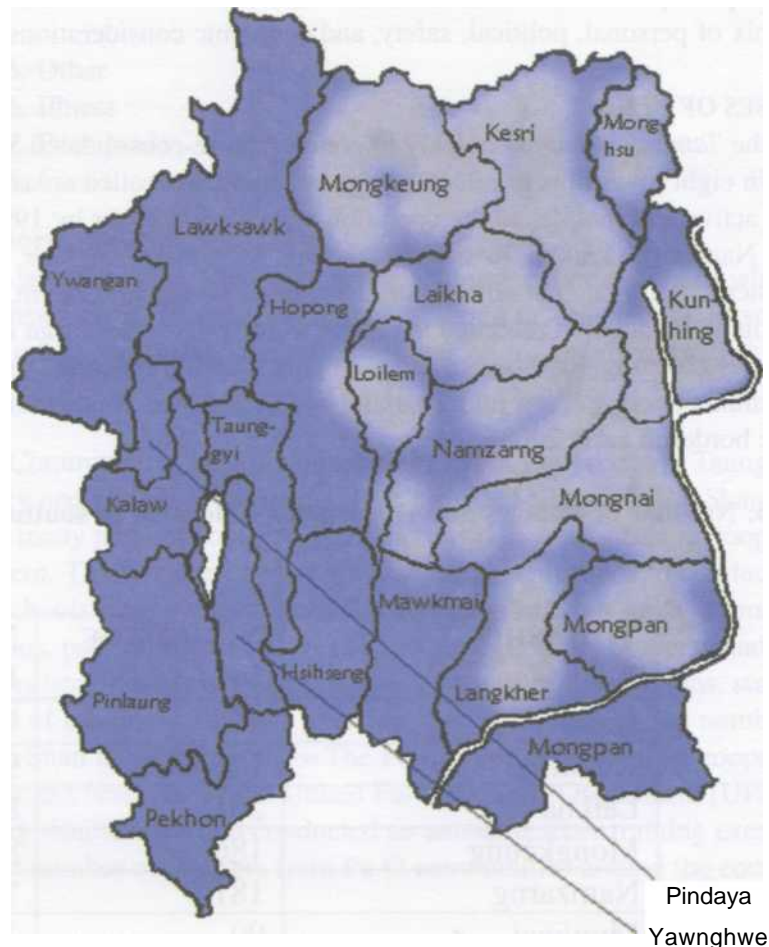 Kesri
Mong
hsu
Mongkeung
Lawksawk
Ywangan
Hopong
Laikha
Kun-
hing
Loilem
Taung-
gyi
Namzarng
Kalaw
Mongnai
Mawkmai
Mongpan
Hsihseng
Pinlaung
Langkher
Mongpan
Pekhon
Pindaya
Yawnghwe